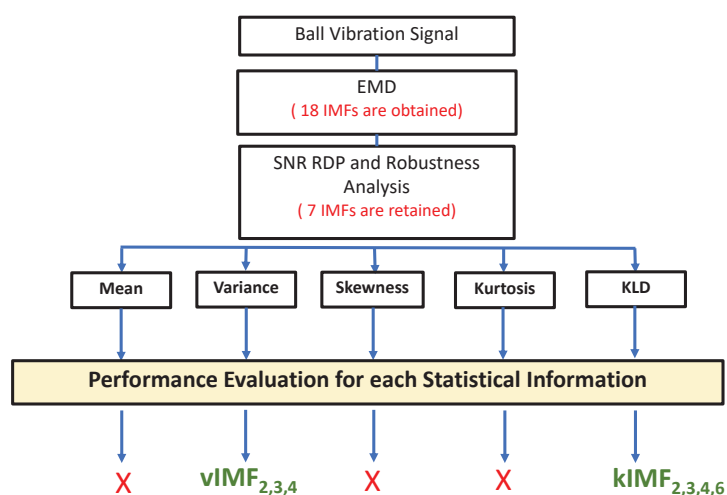 Ball Vibration Signal
EMD
( 18 IMFs are obtained)
SNR RDP and Robustness
Analysis
( 7 IMFs are retained)
Mean Variance Skewness Kurtosis KLD
Performance Evaluation for each Statistical Information
X vIMF2,3,4 X X kIMF2,3,4,6